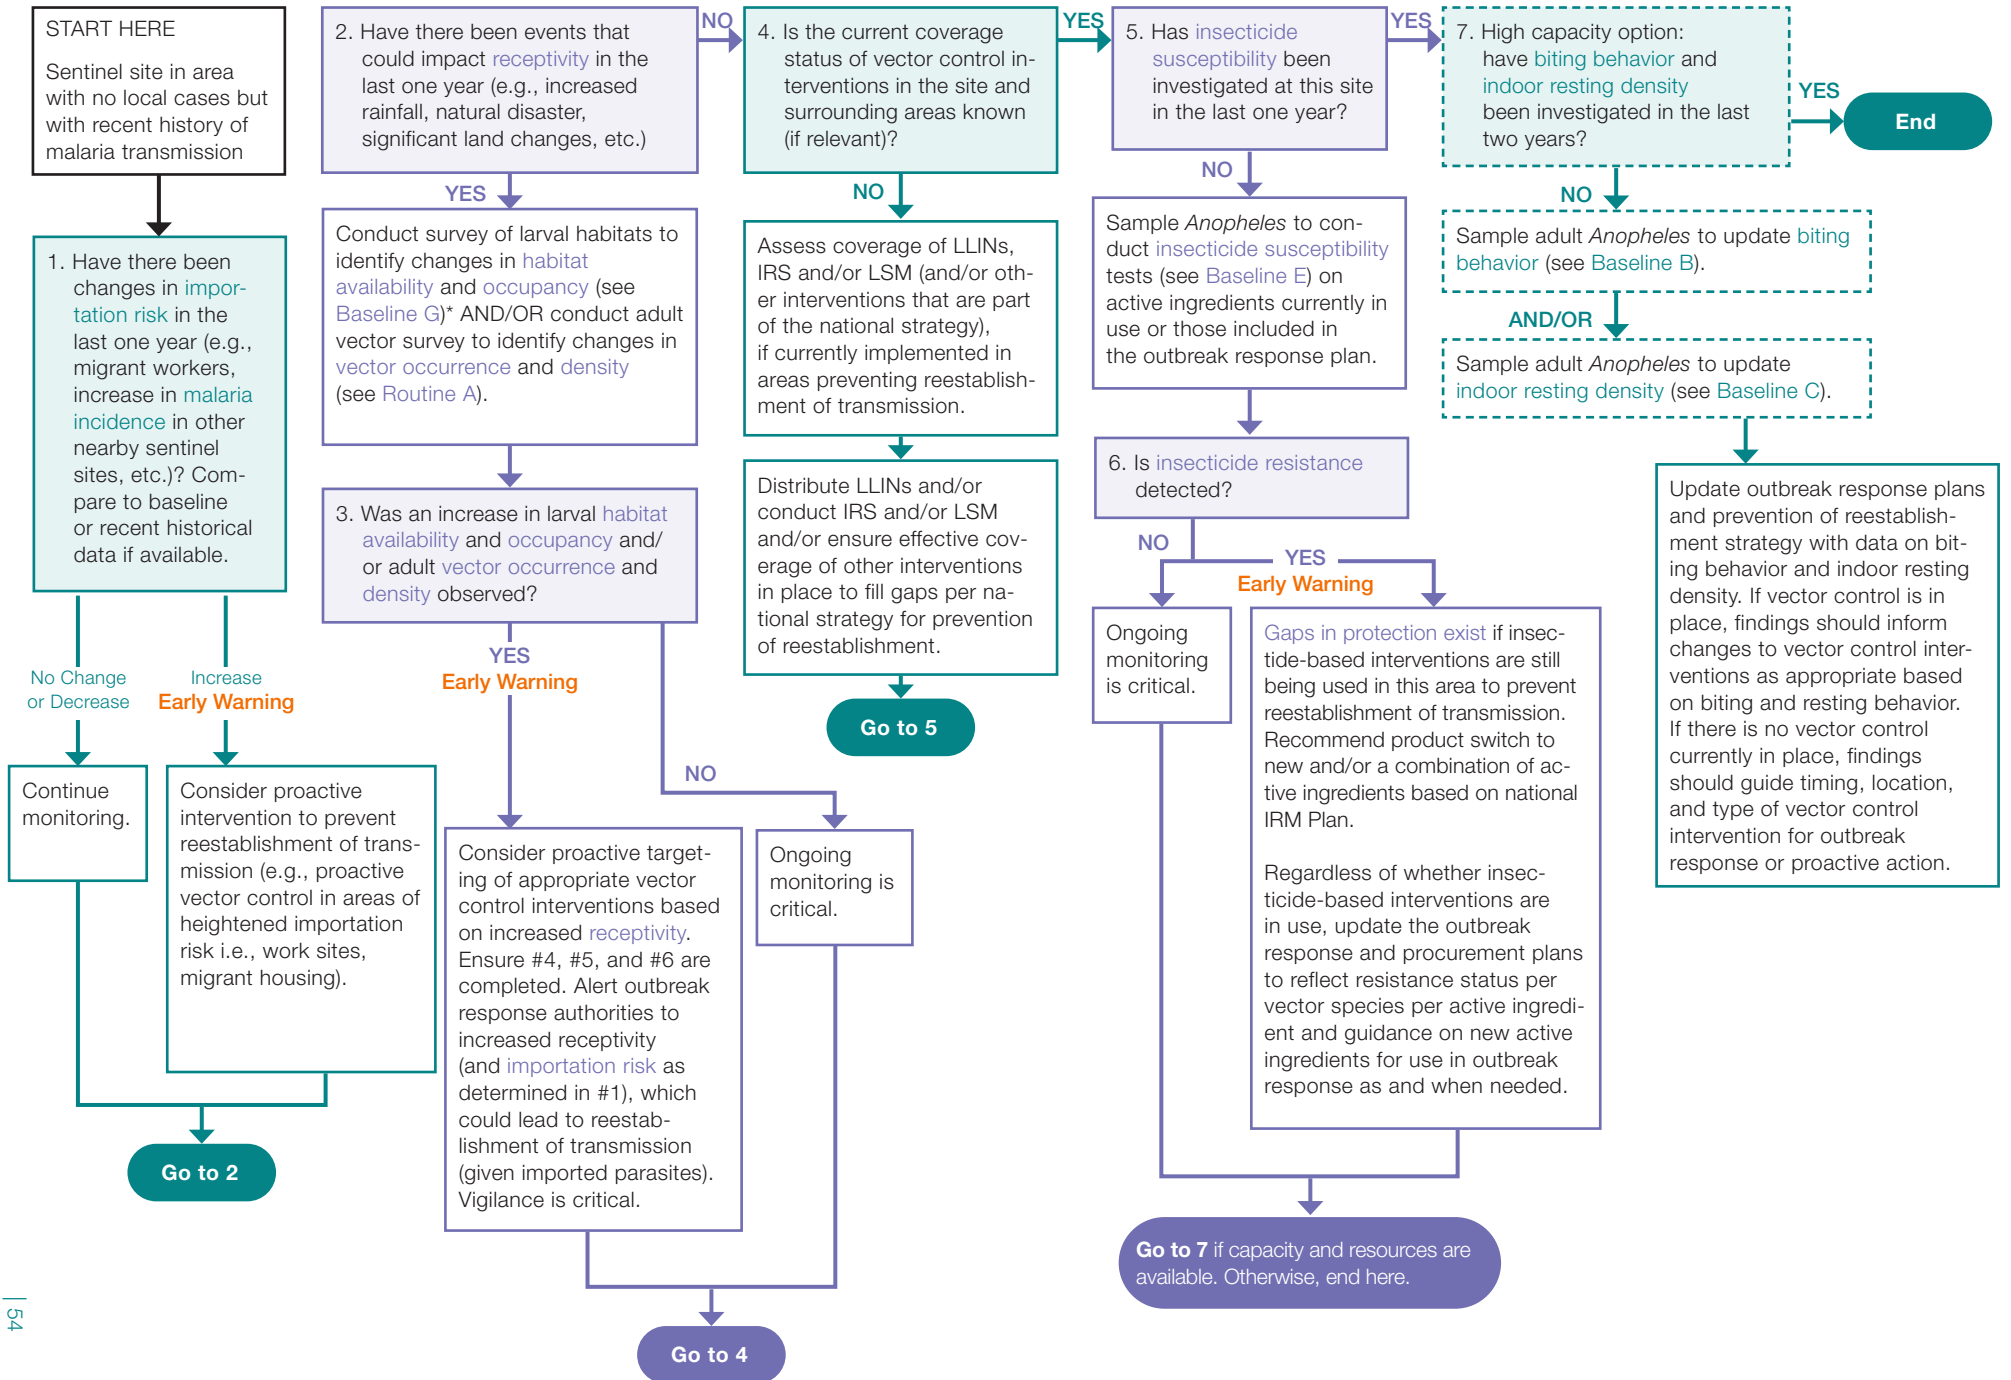 START HERE
Sentinel site in area
with no local cases but
with recent history of
malaria transmission
1. Have there been
changes in impor-
tation risk in the
last one year (e.g.,
migrant workers,
increase in malaria
incidence in other
nearby sentinel
sites, etc.)? Com-
pare to baseline
or recent historical
data if available.
No Change
or Decrease
Increase
Early Warning
Continue
monitoring.
Consider proactive
intervention to prevent
reestablishment of trans-
mission (e.g., proactive
vector control in areas of
heightened importation
risk i.e., work sites,
migrant housing).
Go to 2
2. Have there been events that
could impact receptivity in the
last one year (e.g., increased
rainfall, natural disaster,
significant land changes, etc.)
NO
YES
Conduct survey of larval habitats to
identify changes in habitat
availability and occupancy (see
Baseline G)* AND/OR conduct adult
vector survey to identify changes in
vector occurrence and density
(see Routine A).
3. Was an increase in larval habitat
availability and occupancy and/
or adult vector occurrence and
density observed?
YES
Early Warning
NO
Consider proactive target-
ing of appropriate vector
control interventions based
on increased receptivity.
Ensure #4, #5, and #6 are
completed. Alert outbreak
response authorities to
increased receptivity
(and importation risk as
determined in #1), which
could lead to reestab-
lishment of transmission
(given imported parasites).
Vigilance is critical.
Ongoing
monitoring is
critical.
Go to 4
4. Is the current coverage
status of vector control in-
terventions in the site and
surrounding areas known
(if relevant)?
YES
NO
Assess coverage of LLINs,
IRS and/or LSM (and/or oth-
er interventions that are part
of the national strategy),
if currently implemented in
areas preventing reestablish-
ment of transmission.
Distribute LLINs and/or
conduct IRS and/or LSM
and/or ensure effective cov-
erage of other interventions
in place to fill gaps per na-
tional strategy for prevention
of reestablishment.
Go to 5
5. Has insecticide
susceptibility been
investigated at this site
in the last one year?
YES
NO
Sample Anopheles to con-
duct insecticide susceptibility
tests (see Baseline E) on
active ingredients currently in
use or those included in
the outbreak response plan.
6. Is insecticide resistance
detected?
NO
YES
Early Warning
Ongoing
monitoring
is critical.
Gaps in protection exist if insec-
tide-based interventions are still
being used in this area to prevent
reestablishment of transmission.
Recommend product switch to
new and/or a combination of ac-
tive ingredients based on national
IRM Plan.
Regardless of whether insec-
ticide-based interventions are
in use, update the outbreak
response and procurement plans
to reflect resistance status per
vector species per active ingredi-
ent and guidance on new active
ingredients for use in outbreak
response as and when needed.
Go to 7 if capacity and resources are
available. Otherwise, end here.
7. High capacity option:
have biting behavior and
indoor resting density
been investigated in the last
two years?
YES
End
NO
Sample adult Anopheles to update biting
behavior (see Baseline B).
AND/OR
Sample adult Anopheles to update
indoor resting density (see Baseline C).
Update outbreak response plans
and prevention of reestablish-
ment strategy with data on bit-
ing behavior and indoor resting
density. If vector control is in
place, findings should inform
changes to vector control inter-
ventions as appropriate based
on biting and resting behavior.
If there is no vector control
currently in place, findings
should guide timing, location,
and type of vector control
intervention for outbreak
response or proactive action.
| 54